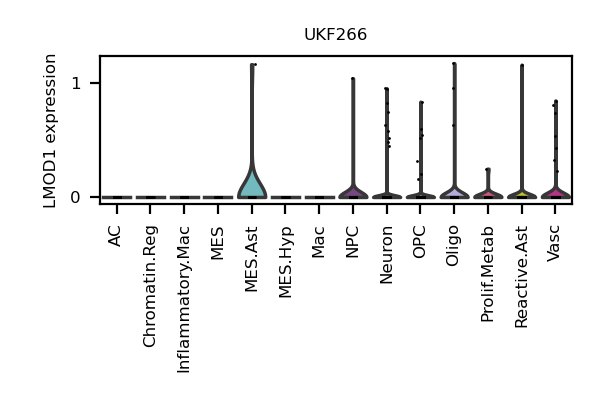 UKF266
LMOD1 expression
1
0
AC
Chromatin.Reg
Inflammatory.Mac
MES
MES.Ast
MES.Hyp
Mac
NPC
Neuron
OPC
Oligo
Prolif.Metab
Reactive.Ast
Vasc